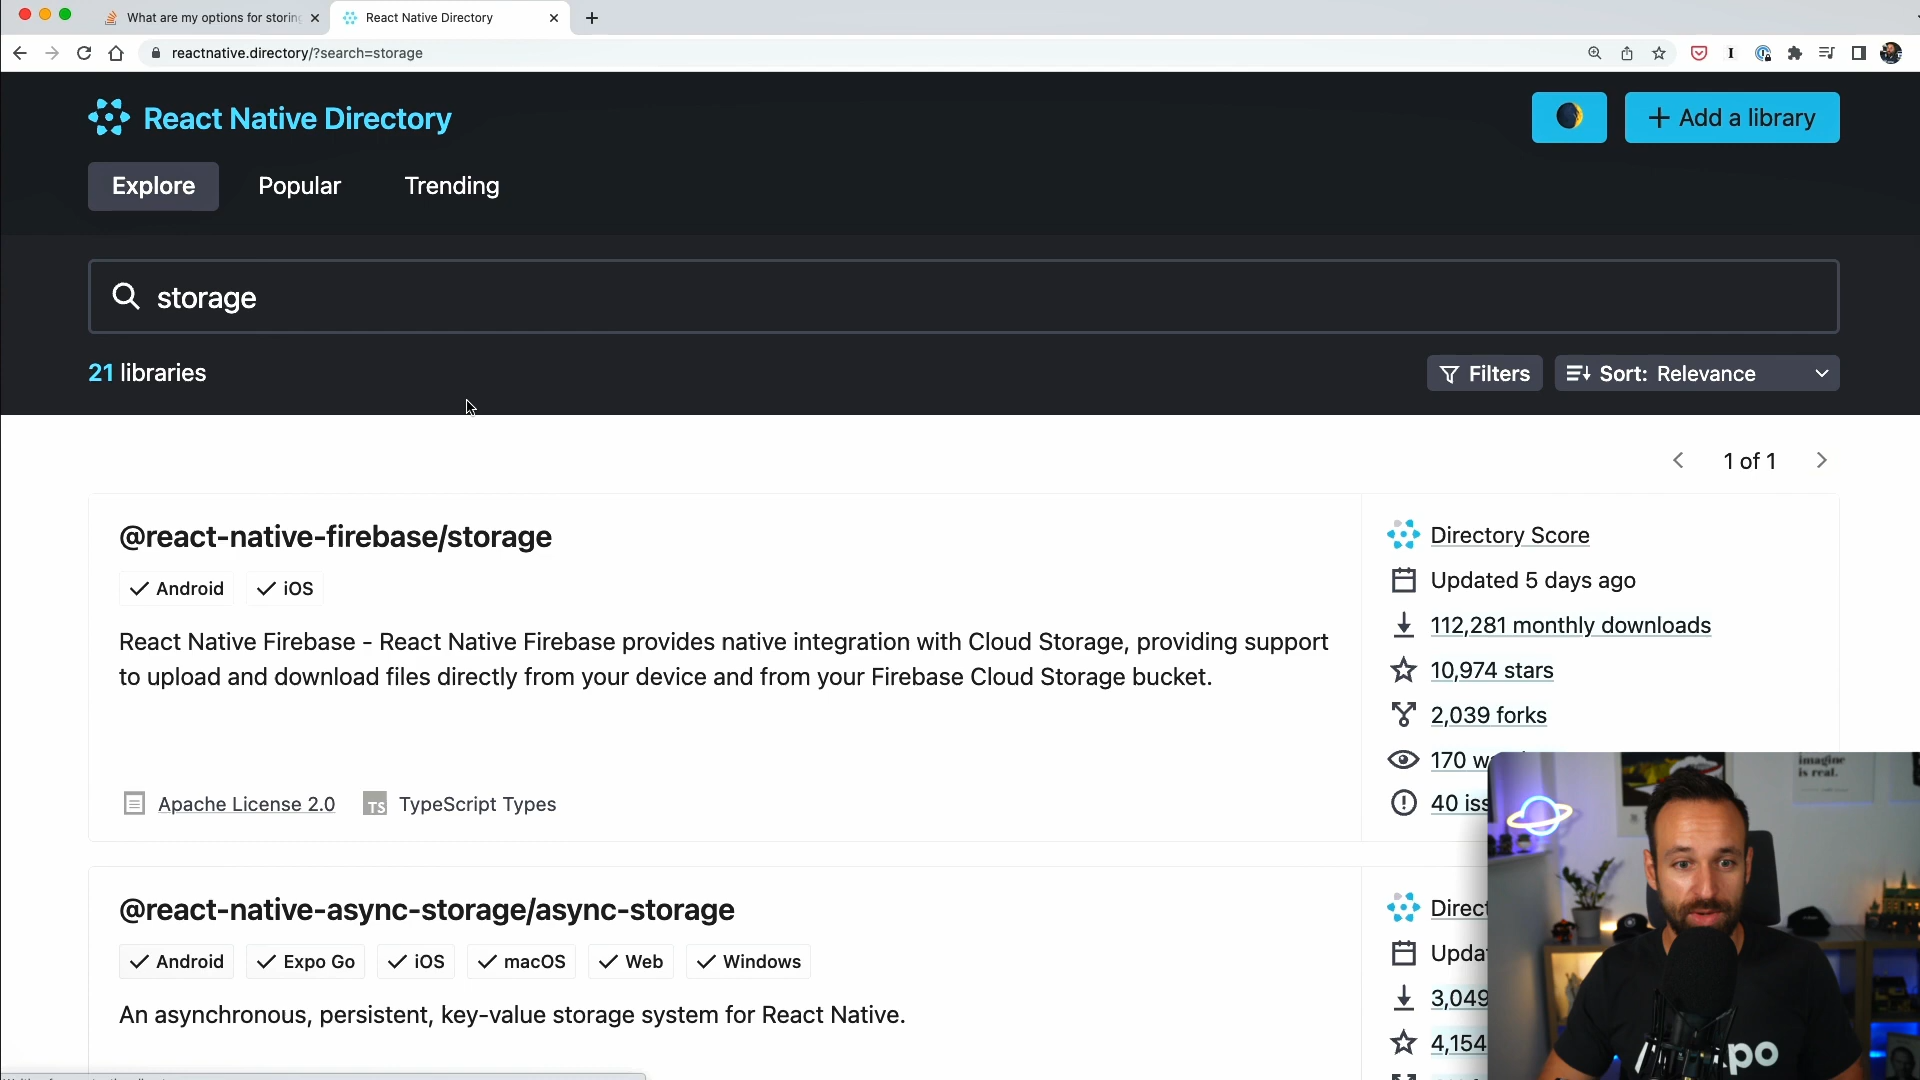 What are my options for storing
React Native Directory
reactnative.directory/?search=storage
React Native Directory
Add a library
Explore
Popular
Trending
storage
21 libraries
Filters
Sort: Relevance
1 of 1
@react-native-firebase/storage
Android
iOS
React Native Firebase - React Native Firebase provides native integration with Cloud Storage, providing support
to upload and download files directly from your device and from your Firebase Cloud Storage bucket.
Apache License 2.0
TS TypeScript Types
Directory Score
Updated 5 days ago
112,281 monthly downloads
10,974 stars
2,039 forks
170 w
40 iss
imagine
is real.
@react-native-async-storage/async-storage
Android
Expo Go
iOS
macOS
Web
Windows
An asynchronous, persistent, key-value storage system for React Native.
Direct
Updat
3,049
4,154
po